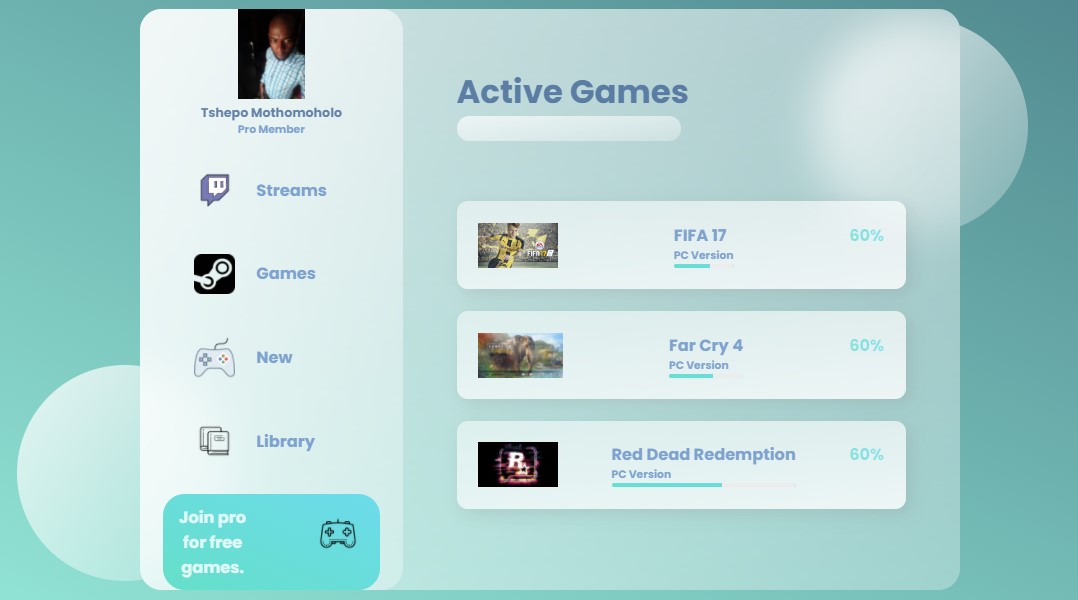 Tshepo Mothomoholo
Pro Member
Streams
Games
New
Library
Join pro
for free
games.
Active Games
FIFA 17
PC Version
60%
Far Cry 4
PC Version
60%
Red Dead Redemption
PC Version
60%